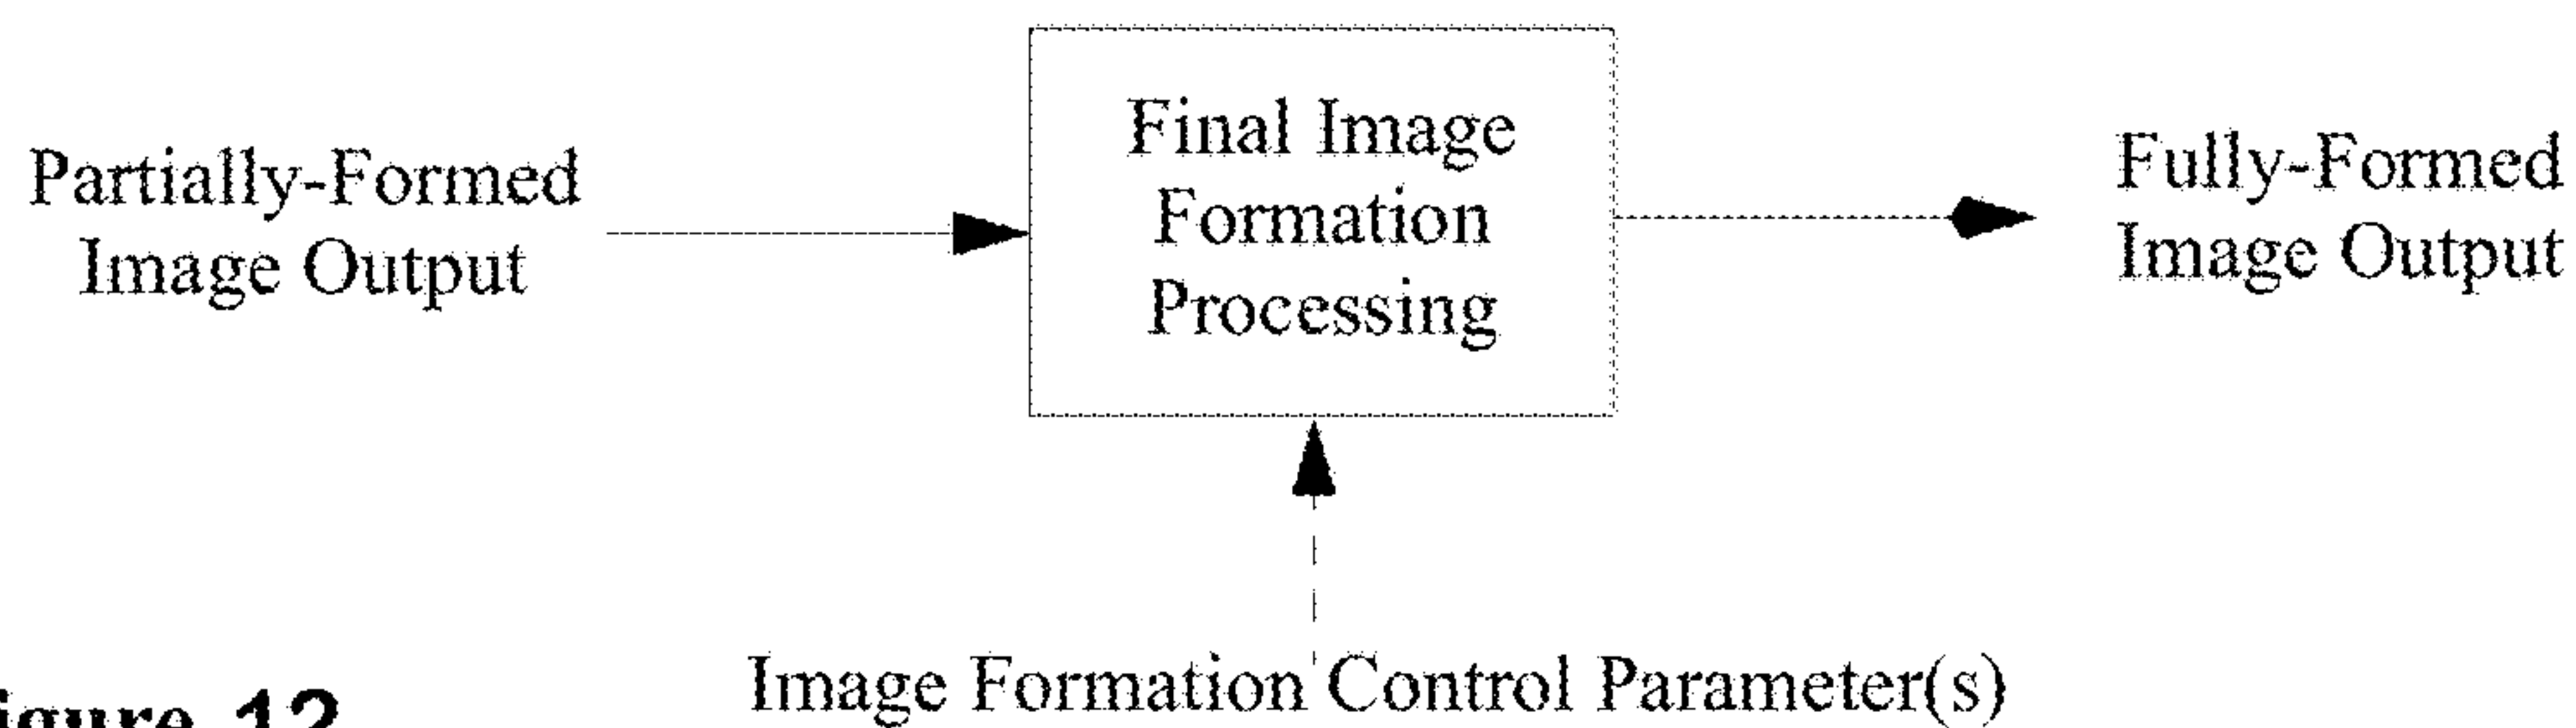 Partially-Formed
Image Output
Final Image
Formation
Processing
Fully-Formed
Image Output
Image Formation Control Parameter(s)